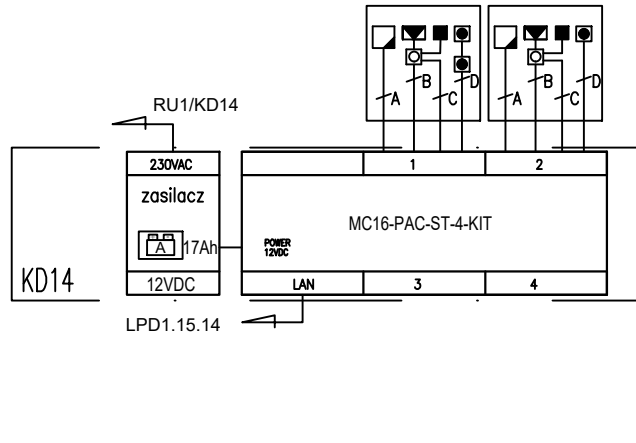 B D B D
A C A C
RU1/KD14
230VAC 1 2
zasilacz
MC16-PAC-ST-4-KIT
A 17Ah POWER
12VDC
KD14 12VDC LAN 3 4
LPD1.15.14